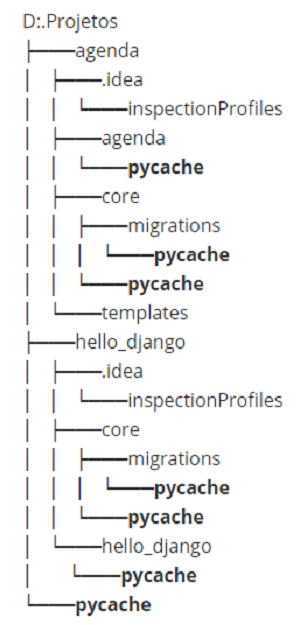 D:.Projetos
├───agenda
│ ├───.idea
│ │ └───inspectionProfiles
│ ├───agenda
│ │ └───pycache
│ ├───core
│ │ ├───migrations
│ │ │ └───pycache
│ │ └───pycache
│ └───templates
├───hello_django
│ ├───.idea
│ │ └───inspectionProfiles
│ ├───core
│ │ ├───migrations
│ │ │ └───pycache
│ │ └───pycache
│ └───hello_django
│ └───pycache
└───pycache